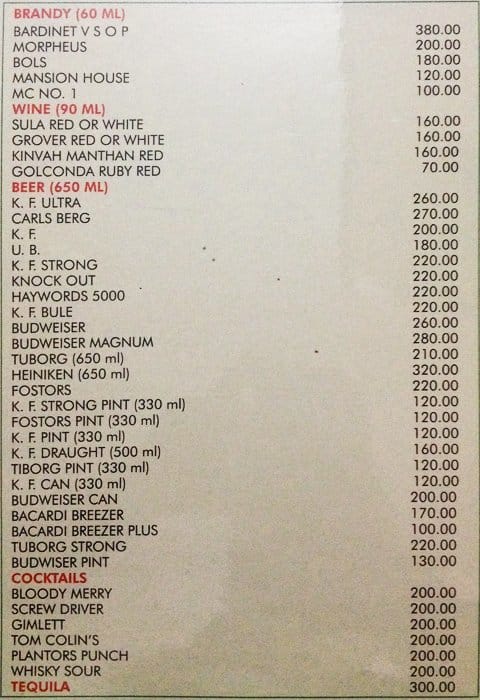 BRANDY (60 ML)
BARDINET V S O P 380.00
MORPHEUS 200.00
BOLS 180.00
MANSION HOUSE 120.00
MC NO. 1 100.00
WINE (90 ML)
SULA RED OR WHITE 160.00
GROVER RED OR WHITE 160.00
KINVAH MANTHAN RED 160.00
GOLCONDA RUBY RED 70.00
BEER (650 ML)
K. F. ULTRA 260.00
CARLS BERG 270.00
K. F. 200.00
U. B. 180.00
K. F. STRONG 220.00
KNOCK OUT 220.00
HAYWORDS 5000 220.00
K. F. BULE 220.00
BUDWEISER 260.00
BUDWEISER MAGNUM 280.00
TUBORG (650 ml) 210.00
HEINIKEN (650 ml) 320.00
FOSTORS 220.00
K. F. STRONG PINT (330 ml) 120.00
FOSTORS PINT (330 ml) 120.00
K. F. PINT (330 ml) 120.00
K. F. DRAUGHT (500 ml) 160.00
TIBORG PINT (330 ml) 120.00
K. F. CAN (330 ml) 120.00
BUDWEISER CAN 200.00
BACARDI BREEZER 170.00
BACARDI BREEZER PLUS 100.00
TUBORG STRONG 220.00
BUDWISER PINT 130.00
COCKTAILS
BLOODY MERRY 200.00
SCREW DRIVER 200.00
GIMLETT 200.00
TOM COLIN'S 200.00
PLANTORS PUNCH 200.00
WHISKY SOUR 200.00
TEQUILA 300.00